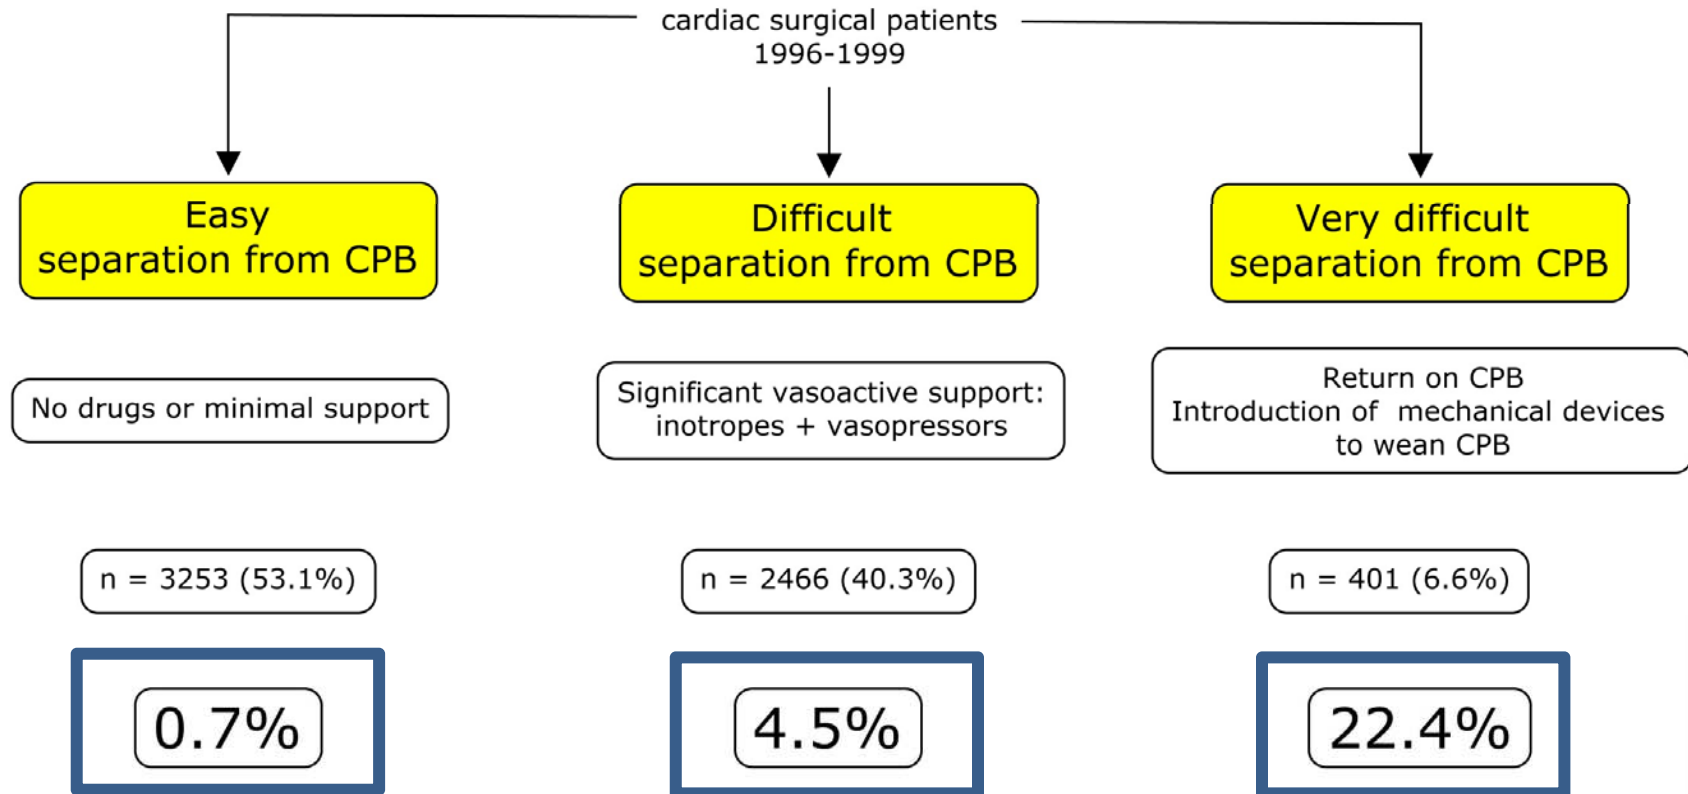 cardiac surgical patients
1996-1999
Easy
separation from CPB
Difficult
separation from CPB
Very difficult
separation from CPB
No drugs or minimal support
Significant vasoactive support:
inotropes + vasopressors
Return on CPB
Introduction of mechanical devices
to wean CPB
n = 3253 (53.1%)
n = 2466 (40.3%)
n = 401 (6.6%)
0.7%
4.5%
22.4%